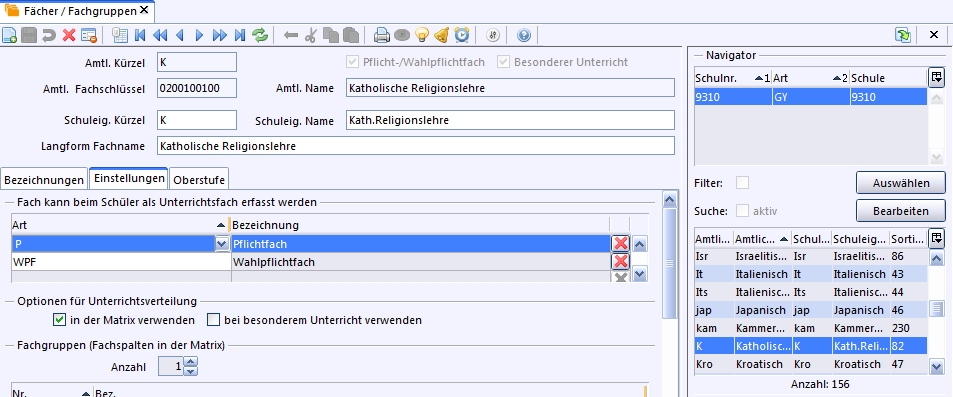 Fächer / Fachgruppen
Amtl. Kürzel K Pflicht-/Wahlpflichtfach Besonderer Unterricht
Amtl. Fachschlüssel 0200100100 Amtl. Name Katholische Religionslehre
Schuleig. Kürzel K Schuleig. Name Kath.Religionslehre
Langform Fachname Katholische Religionslehre
Bezeichnungen Einstellungen Oberstufe
Fach kann beim Schüler als Unterrichtsfach erfasst werden
Art Bezeichnung
P Pflichtfach
WPF Wahlpflichtfach
Optionen für Unterrichtsverteilung
in der Matrix verwenden bei besonderem Unterricht verwenden
Fachgruppen (Fachspalten in der Matrix)
Anzahl 1
Nr. Bez.
Navigator
Schulnr. 1 Art 2 Schule
9310 GY 9310
Filter: Auswählen
Suche: aktiv Bearbeiten
Amtli... Amtlic... Schul... Schuleig... Sorti...
Isr Israelitis... Isr Israelitis... 86
It Italienisch It Italienisch 43
Its Italienisc... Its Italienisc... 44
jap Japanisch jap Japanisch 46
kam Kammer... kam Kammer... 230
K Katholisc... K Kath.Reli... 82
Kro Kroatisch Kro Kroatisch 47
Anzahl: 156